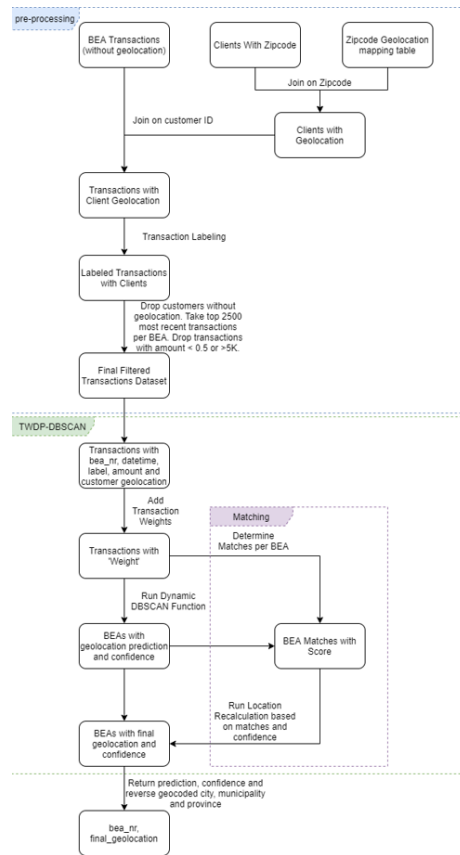 pre-processing
BEA Transactions
(without geolocation)
Clients With Zipcode
Zipcode Geolocation
mapping table
Join on Zipcode
Join on customer ID
Clients with
Geolocation
Transactions with
Client Geolocation
Transaction Labeling
Labeled Transactions
with Clients
Drop customers without
geolocation. Take top 2500
most recent transactions
per BEA. Drop transactions
with amount < 0.5 or >5K.
Final Filtered
Transactions Dataset
TWDP-DBSCAN
Transactions with
bea_nr, datetime,
label, amount and
customer geolocation
Add
Transaction
Weights
Matching
Determine
Matches per BEA
Transactions with
'Weight'
Run Dynamic
DBSCAN Function
BEAs with
geolocation prediction
and confidence
BEA Matches with
Score
Run Location
Recalculation based
on matches and
confidence
BEAs with final
geolocation and
confidence
Return prediction, confidence and
reverse geocoded city, municipality
and province
bea_nr,
final_geolocation